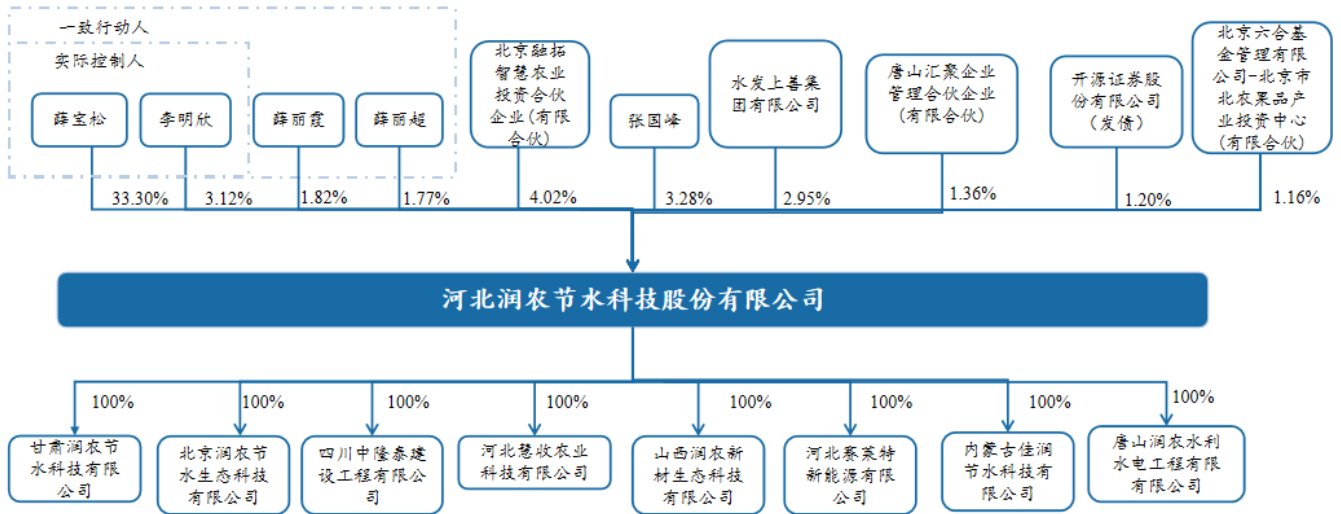 一致行动人
实际控制人
薛宝松
李明欣
薛丽霞
薛丽超
北京融拓
智慧农业
投资合伙
企业(有限
合伙)
张国峰
水发上善集
团有限公司
唐山汇聚企业
管理合伙企业
(有限合伙)
开源证券股
份有限公司
（发债）
北京六合基
金管理有限
公司-北京市
北农果品产
业投资中心
(有限合伙)
33.30%
3.12%
1.82%
1.77%
4.02%
3.28%
2.95%
1.36%
1.20%
1.16%
河北润农节水科技股份有限公司
100%
100%
100%
100%
100%
100%
100%
100%
甘肃润农节
水科技有限
公司
北京润农节
水生态科技
有限公司
四川中隆泰建
设工程有限公
司
河北慧收农业
科技有限公司
山西润农新
材生态科技
有限公司
河北赛莱特
新能源有限
公司
内蒙古佳润
节水科技有
限公司
唐山润农水利
水电工程有限
有限公司